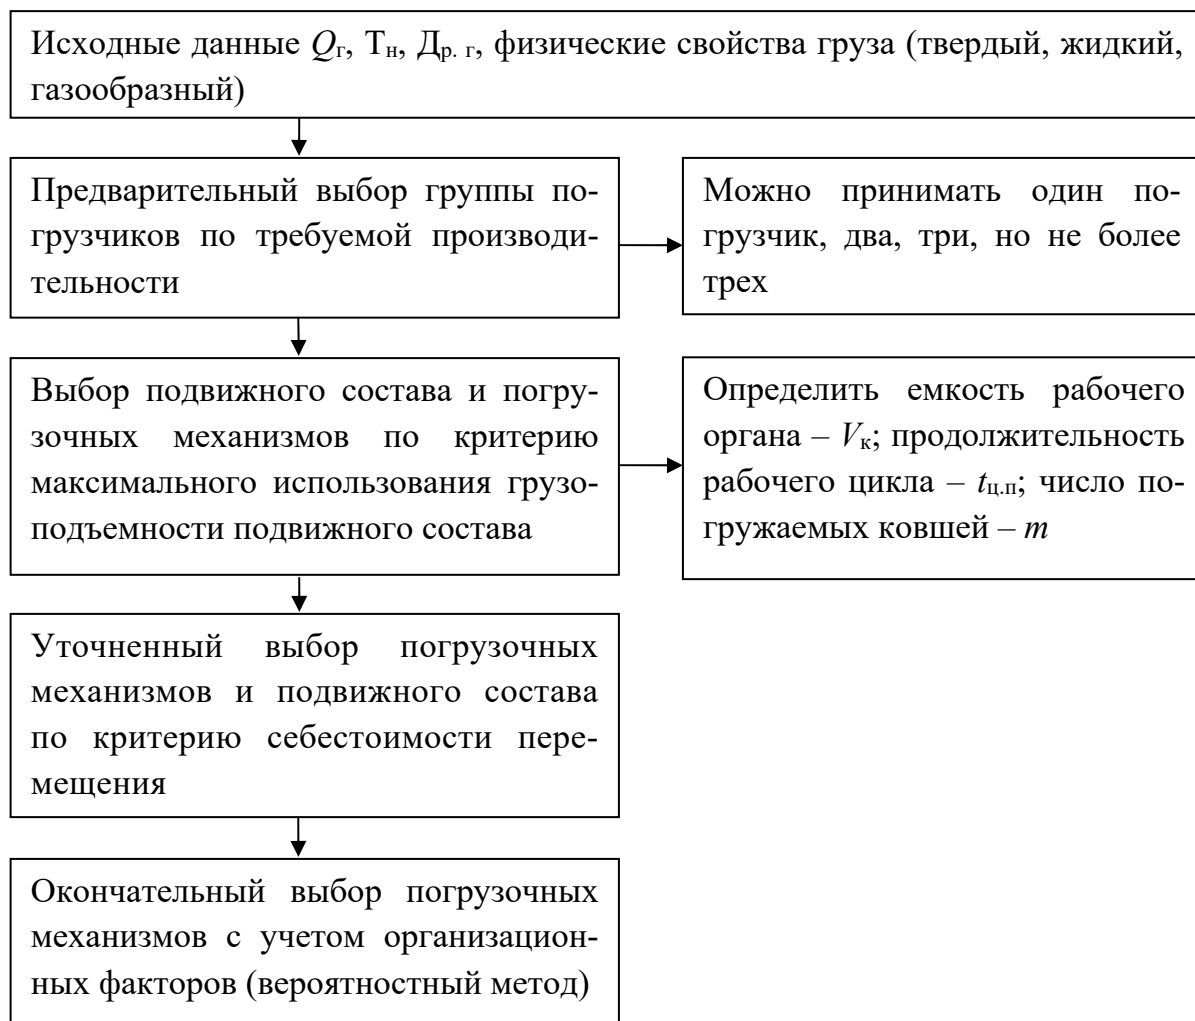 Исходные данные Qг, Тн, Др. г, физические свойства груза (твердый, жидкий,
газообразный)
Предварительный выбор группы по-
грузчиков по требуемой производи-
тельности
Можно принимать один по-
грузчик, два, три, но не более
трех
Выбор подвижного состава и погру-
зочных механизмов по критерию
максимального использования грузо-
подъемности подвижного состава
Определить емкость рабочего
органа – Vк; продолжительность
рабочего цикла – tц.п; число по-
гружаемых ковшей – m
Уточненный выбор погрузочных
механизмов и подвижного состава
по критерию себестоимости пере-
мещения
Окончательный выбор погрузочных
механизмов с учетом организацион-
ных факторов (вероятностный метод)